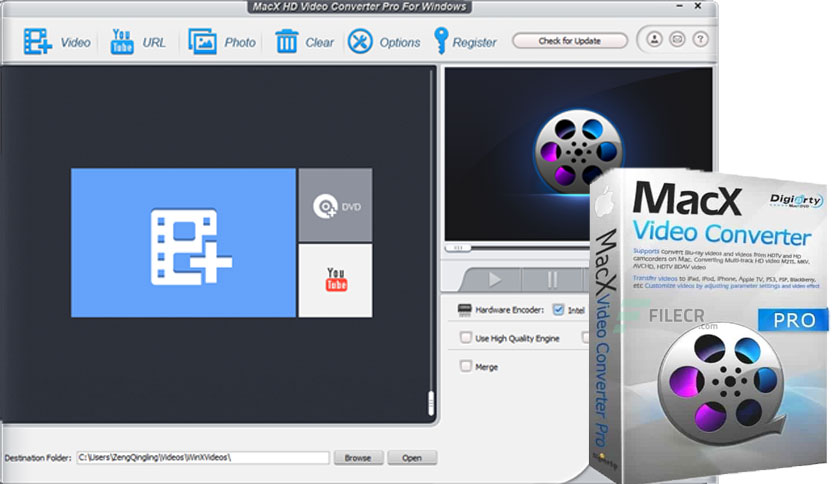 MacX HD Video Converter Pro For Windows
Video
You Tube
URL
Photo
Clear
Options
Register
Check for Update
?
DVD
You
Tube
Hardware Encoder: Intel
Use High Quality Engine
Merge
Destination Folder: C:\Users\ZengQingling\Videos\WinXVideos\ Browse Open
MacX
Digiarty
MacXDVD
Video Converter
Supports Convert Blu-ray videos and videos from HDTV and HD
camcorders on Mac. Converting Multi-track HD video M2TS, MKV,
AVCHD, HDTV BDAV video
Transfer videos to iPad, iPod, iPhone, Apple TV, PS3, PSP, BlackBerry,
etc Customize videos by adjusting parameter settings and video effect
FILECR
.com
PRO
MacX Video Converter Pro
Digiarty